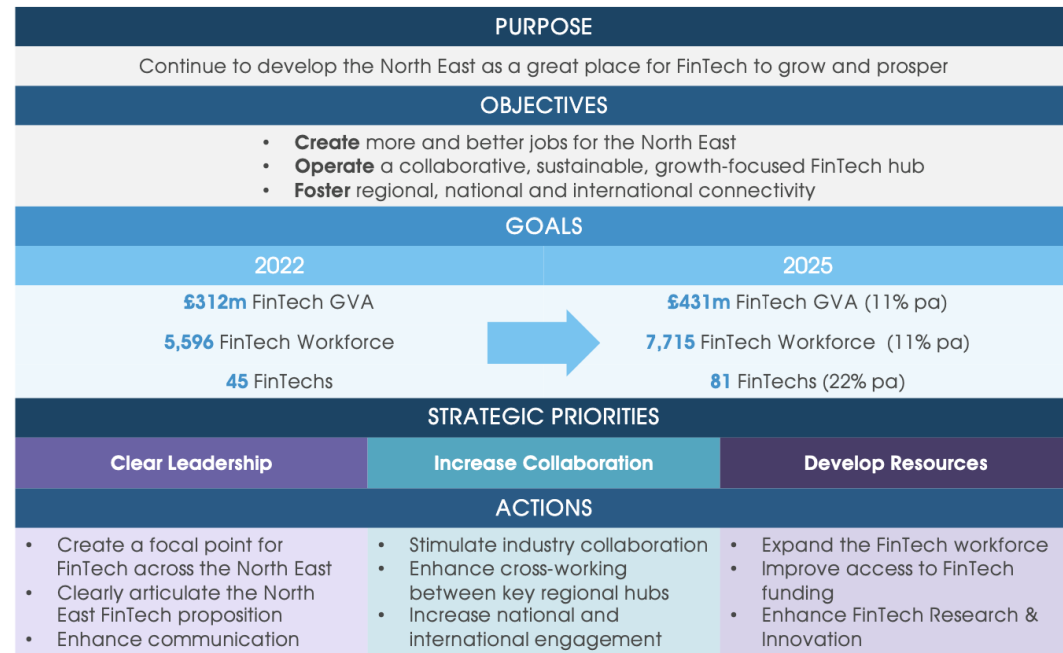 PURPOSE
Continue to develop the North East as a great place for FinTech to grow and prosper
OBJECTIVES
• Create more and better jobs for the North East
• Operate a collaborative, sustainable, growth-focused FinTech hub
• Foster regional, national and international connectivity
GOALS
2022
£312m FinTech GVA
5,596 FinTech Workforce
45 FinTechs
2025
£431m FinTech GVA (11% pa)
7,715 FinTech Workforce (11% pa)
81 FinTechs (22% pa)
STRATEGIC PRIORITIES
Clear Leadership
Increase Collaboration
Develop Resources
ACTIONS
• Create a focal point for
FinTech across the North East
• Clearly articulate the North
East FinTech proposition
• Enhance communication
• Stimulate industry collaboration
• Enhance cross-working
between key regional hubs
• Increase national and
international engagement
• Expand the FinTech workforce
• Improve access to FinTech
funding
• Enhance FinTech Research &
Innovation